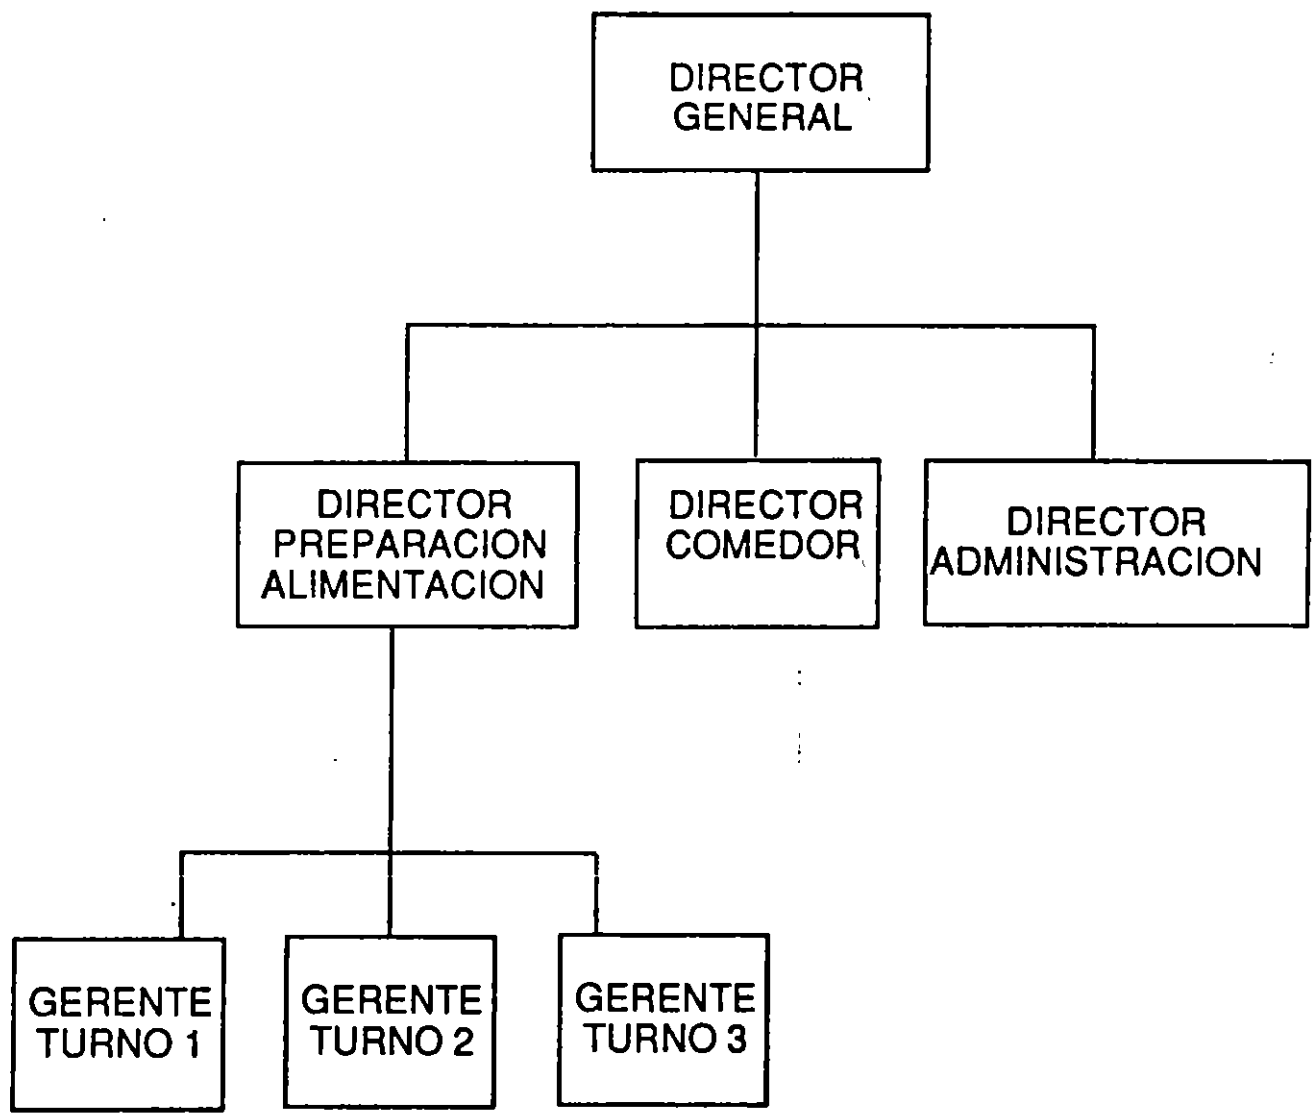 DIRECTOR
GENERAL
DIRECTOR
PREPARACION
ALIMENTACION
DIRECTOR
COMEDOR
DIRECTOR
ADMINISTRACION
GERENTE
TURNO 1
GERENTE
TURNO 2
GERENTE
TURNO 3